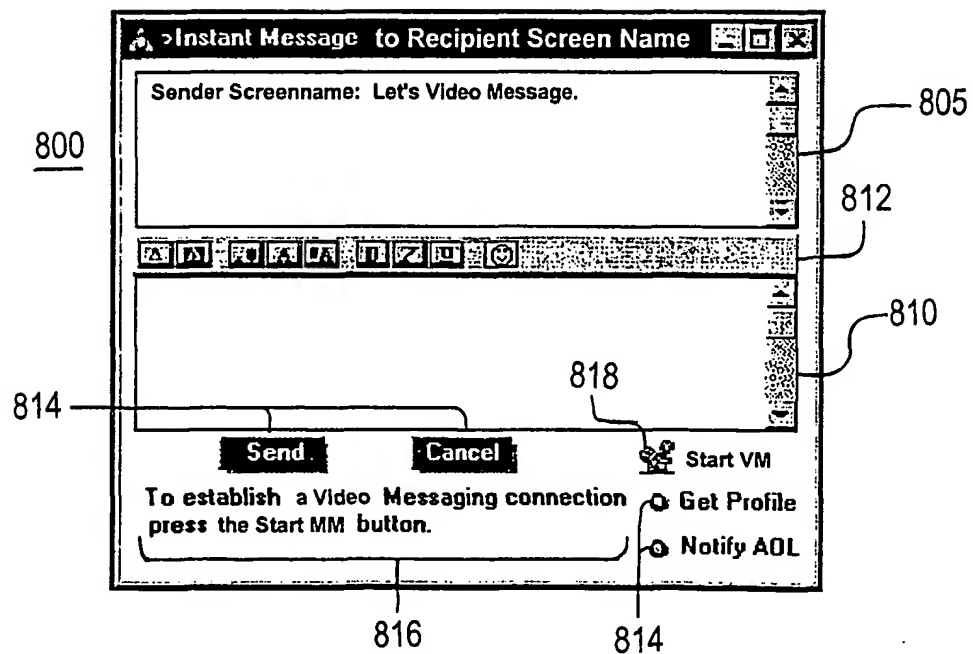 >Instant Message to Recipient Screen Name
Sender Screenname: Let's Video Message.
805
800
812
810
818
814
Send
Cancel
Start VM
To establish a Video Messaging connection
press the Start MM button.
Get Profile
Notify AOL
816
814